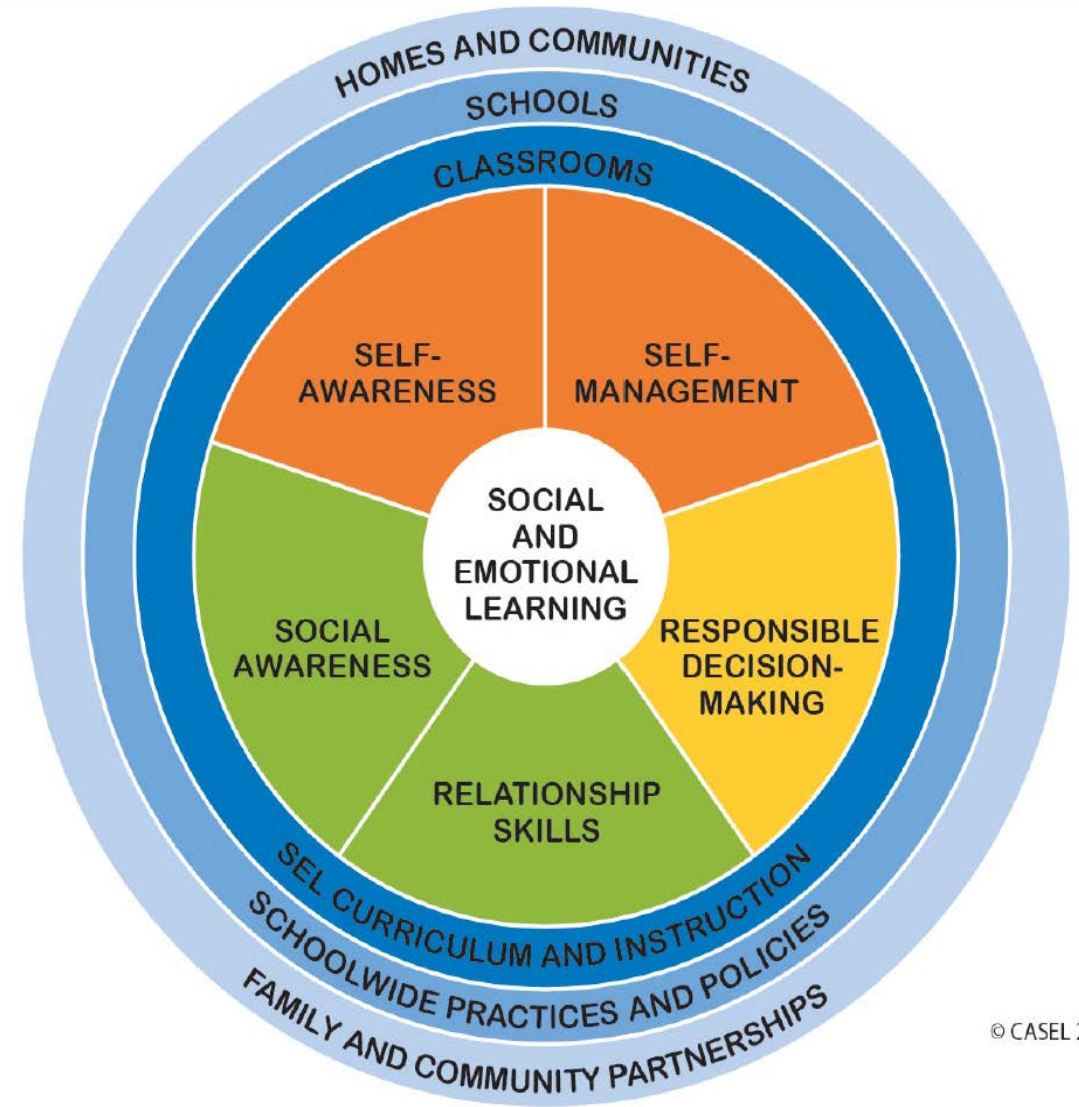 HOMES AND COMMUNITIES
SCHOOLS
CLASSROOMS
SELF-
AWARENESS
SELF-
MANAGEMENT
SOCIAL
AND
EMOTIONAL
LEARNING
SOCIAL
AWARENESS
RESPONSIBLE
DECISION-
MAKING
RELATIONSHIP
SKILLS
SEL CURRICULUM AND INSTRUCTION
SCHOOLWIDE PRACTICES AND POLICIES
FAMILY AND COMMUNITY PARTNERSHIPS
© CASEL